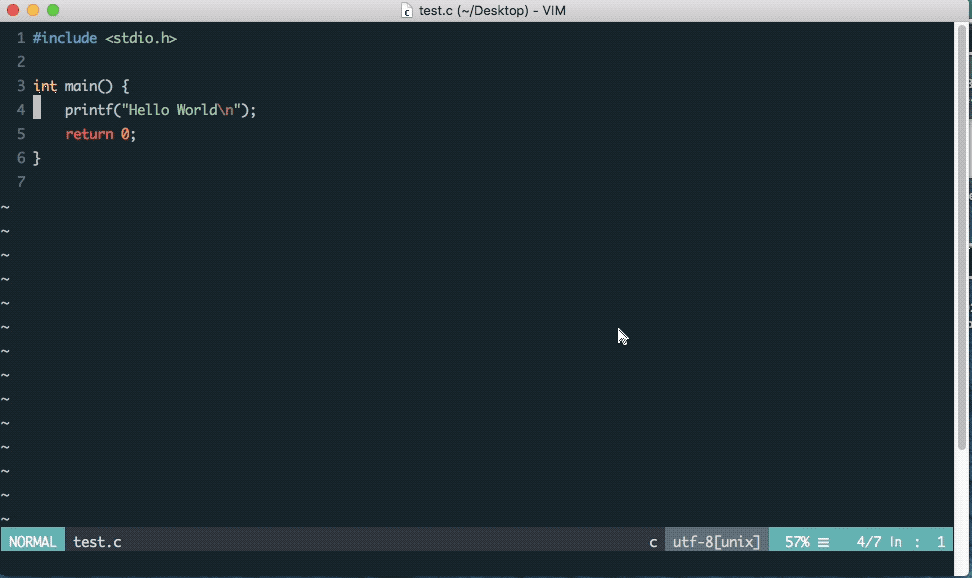 test.c (~/Desktop) - VIM
1 #include <stdio.h>
2
3 int main() {
4     printf("Hello World\n");
5     return 0;
6 }
7
~
~
~
~
~
~
~
~
~
~
~
~
~
~
NORMAL test.c c utf-8[unix] 57% ☰ 4/7 ln : 1